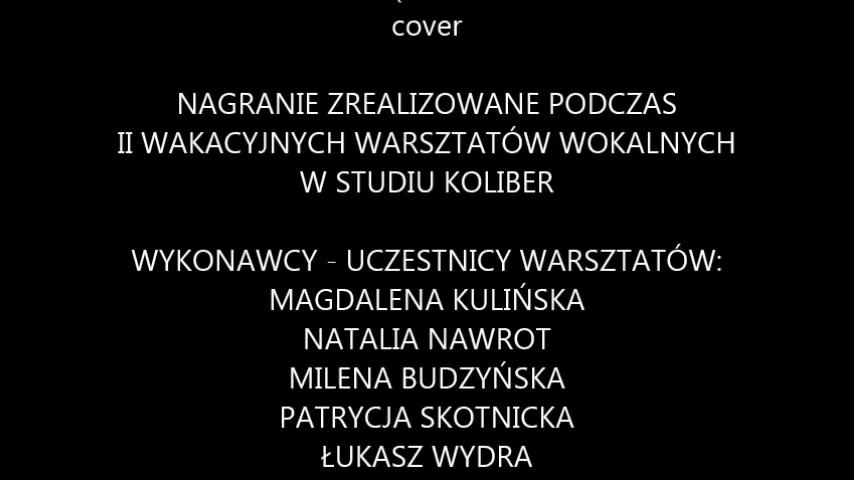 cover
NAGRANIE ZREALIZOWANE PODCZAS
II WAKACYJNYCH WARSZTATÓW WOKALNYCH
W STUDIU KOLIBER
WYKONAWCY - UCZESTNICY WARSZTATÓW:
MAGDALENA KULIŃSKA
NATALIA NAWROT
MILENA BUDZYŃSKA
PATRYCJA SKOTNICKA
ŁUKASZ WYDRA